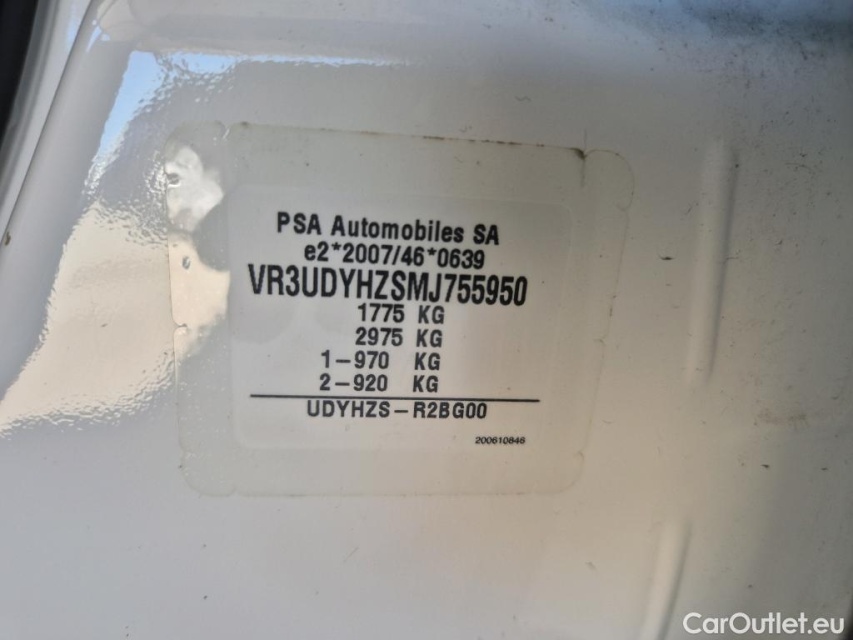 PSA Automobiles SA
e2*2007/46*0639
VR3UDYHZSMJ755950
1775 KG
2975 KG
1-970 KG
2-920 KG
UDYHZS-R2BG00
200610846
CarOutlet.eu